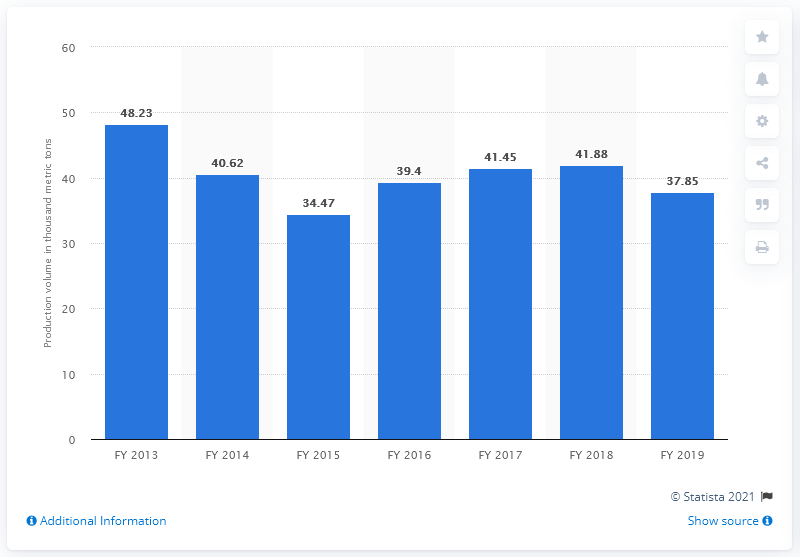 Production volume in thousand metric tons
60
50
40
30
20
10
0
48.23
40.62
34.47
39.4
41.45
41.88
37.85
FY 2013
FY 2014
FY 2015
FY 2016
FY 2017
FY 2018
FY 2019
© Statista 2021
Additional Information
Show source